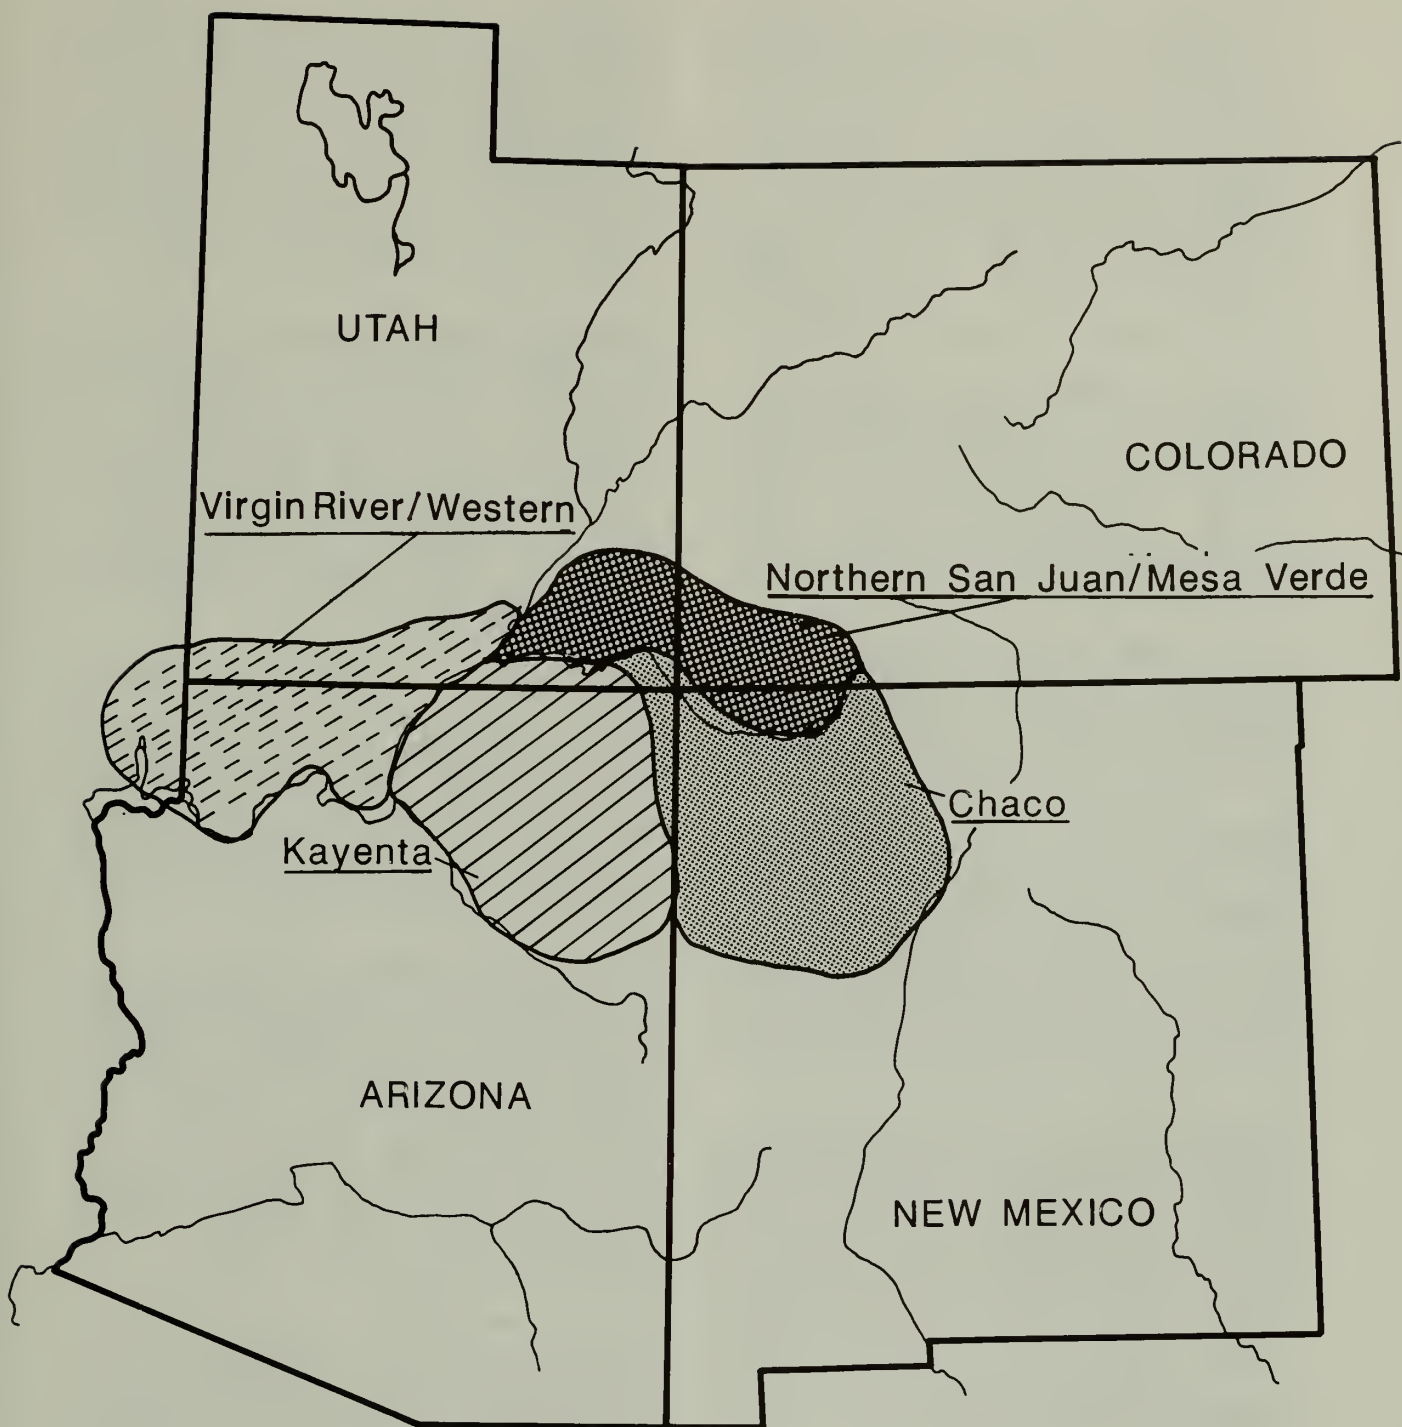 UTAH
COLORADO
Virgin River/Western
Northern San Juan/Mesa Verde
Chaco
Kayenta
ARIZONA
NEW MEXICO